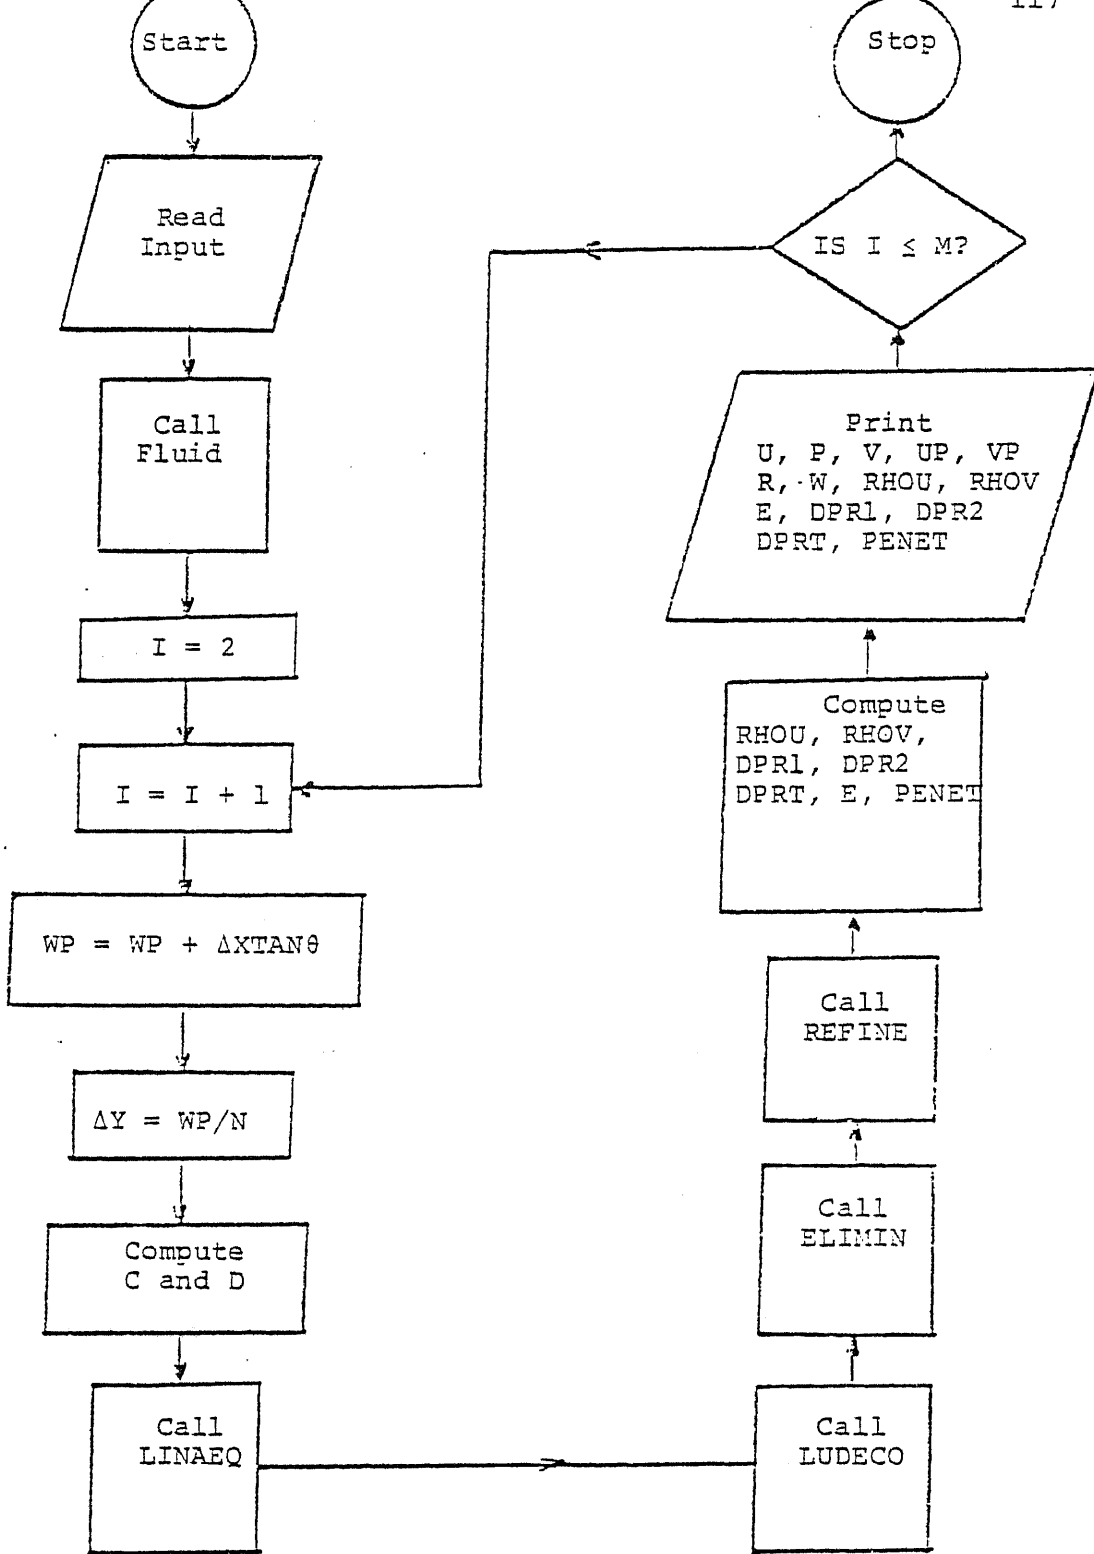 117
Start
Read
Input
Call
Fluid
I = 2
I = I + 1
WP = WP + ΔXTANθ
ΔY = WP/N
Compute
C and D
Call
LINAEQ
Call
LUDECO
Call
ELIMIN
Call
REFINE
Compute
RHOU, RHOV,
DPR1, DPR2
DPRT, E, PENET
Print
U, P, V, UP, VP
R, W, RHOU, RHOV
E, DPR1, DPR2
DPRT, PENET
IS I ≤ M?
Stop